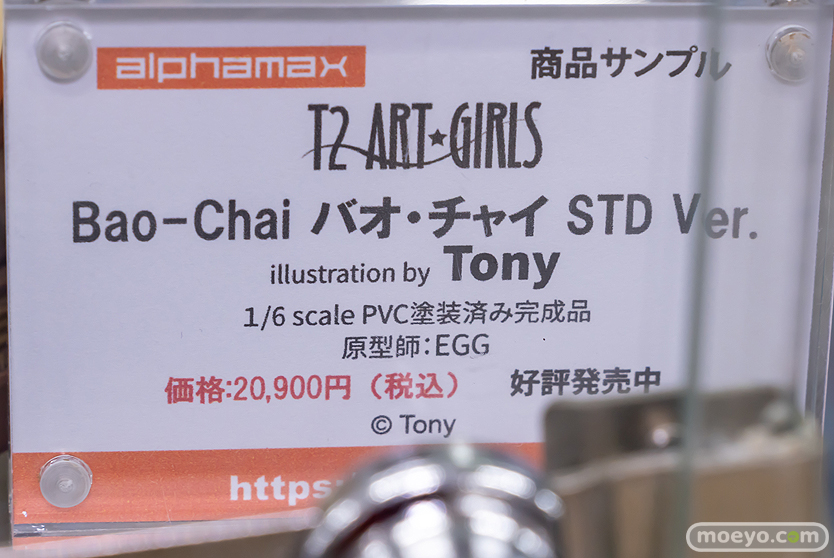 alphamax 商品サンプル
T2 ART★GIRLS
Bao-Chai バオ・チャイ STD Ver.
illustration by Tony
1/6 scale PVC塗装済み完成品
原型師：EGG
価格：20,900円（税込） 好評発売中
© Tony
https
moeyo.com